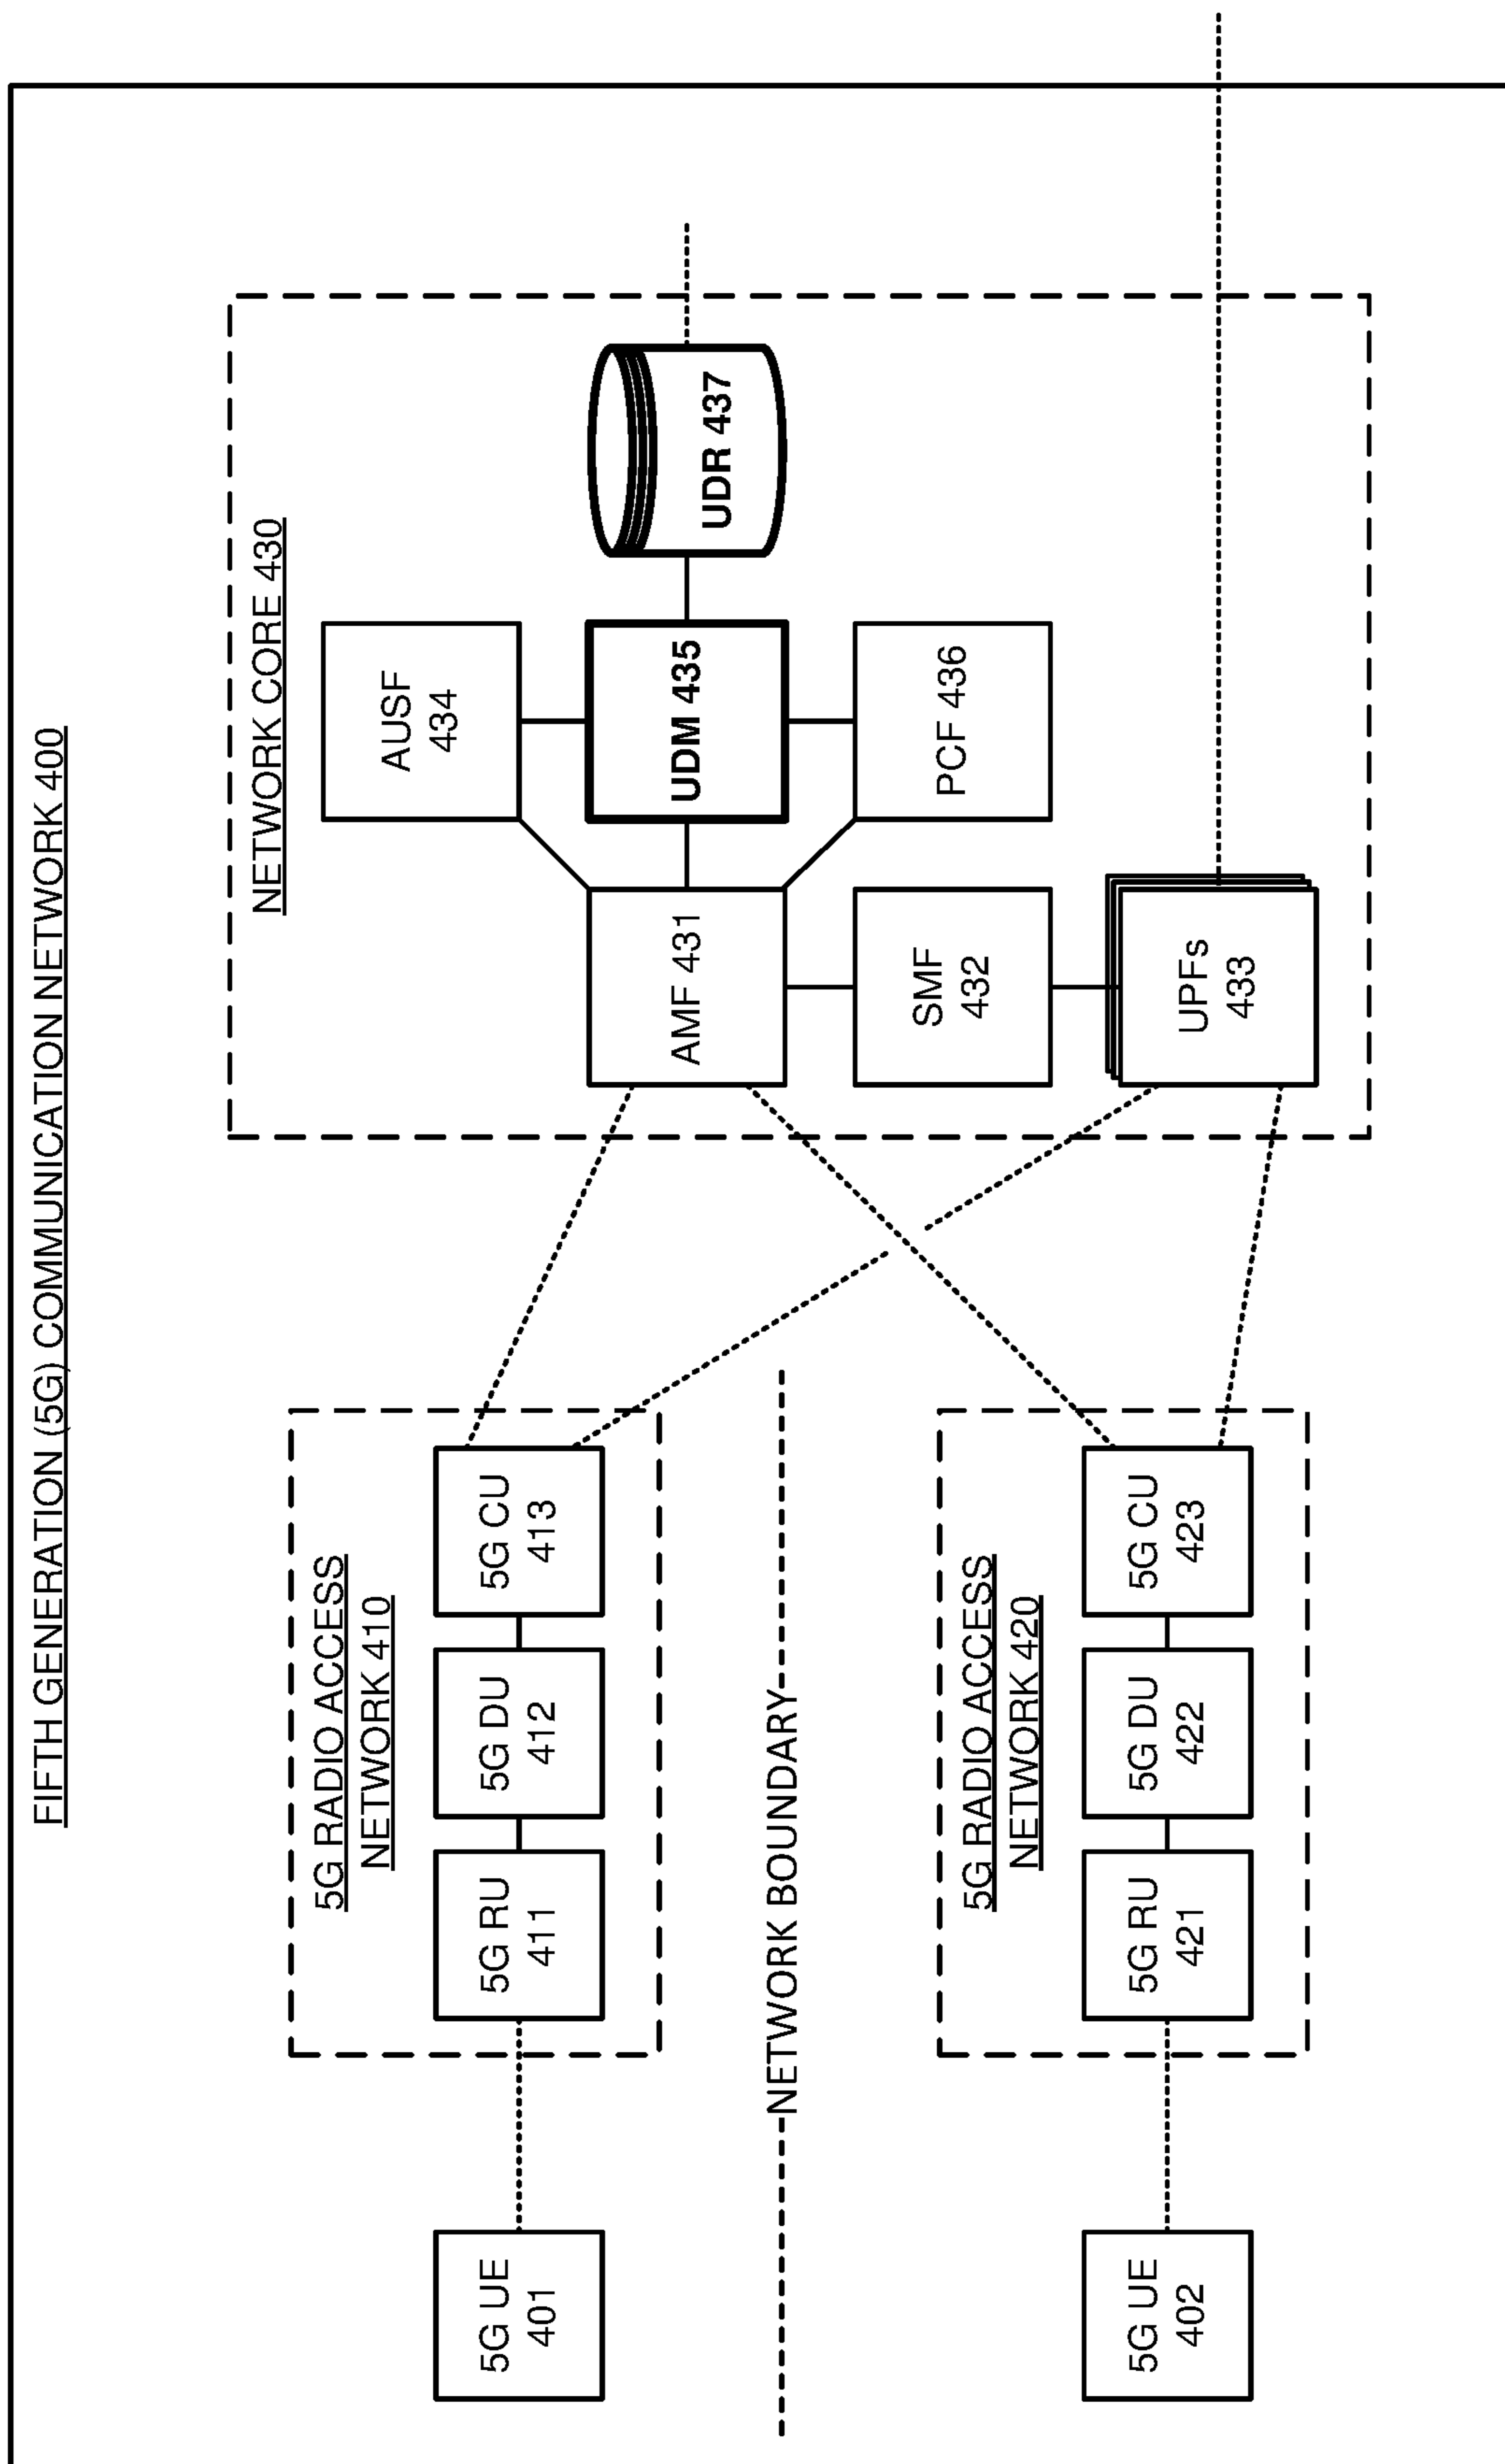 FIFTH GENERATION (5G) COMMUNICATION NETWORK 400
5G RADIO ACCESS
NETWORK 410
5G UE
401
5G RU
411
5G DU
412
5G CU
413
NETWORK BOUNDARY
5G RADIO ACCESS
NETWORK 420
5G UE
402
5G RU
421
5G DU
422
5G CU
423
NETWORK CORE 430
AUSF
434
AMF 431
UDM 435
UDR 437
SMF
432
PCF 436
UPFs
433